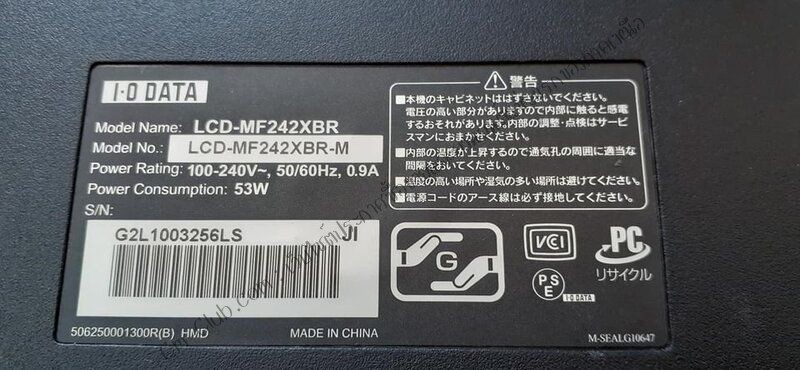 I-O DATA
Model Name: LCD-MF242XBR
Model No.: LCD-MF242XBR-M
Power Rating: 100-240V~, 50/60Hz, 0.9A
Power Consumption: 53W
S/N:
G2L1003256LS JI
506250001300R(B) HMD MADE IN CHINA
警告
■本機のキャビネットははずさないでください。
電圧の高い部分がありますので内部に触ると感電
するおそれがあります。内部の調整・点検はサービ
スマンにおまかせください。
■内部の温度が上昇するので通気孔の周囲に適当な
間隔をおいてください。
■温度の高い場所や湿気の多い場所は避けてください。
■電源コードのアース線は必ず接地してください。
G
VCCI
PS
E
I-O DATA
PC
リサイクル
M-SEALG10647